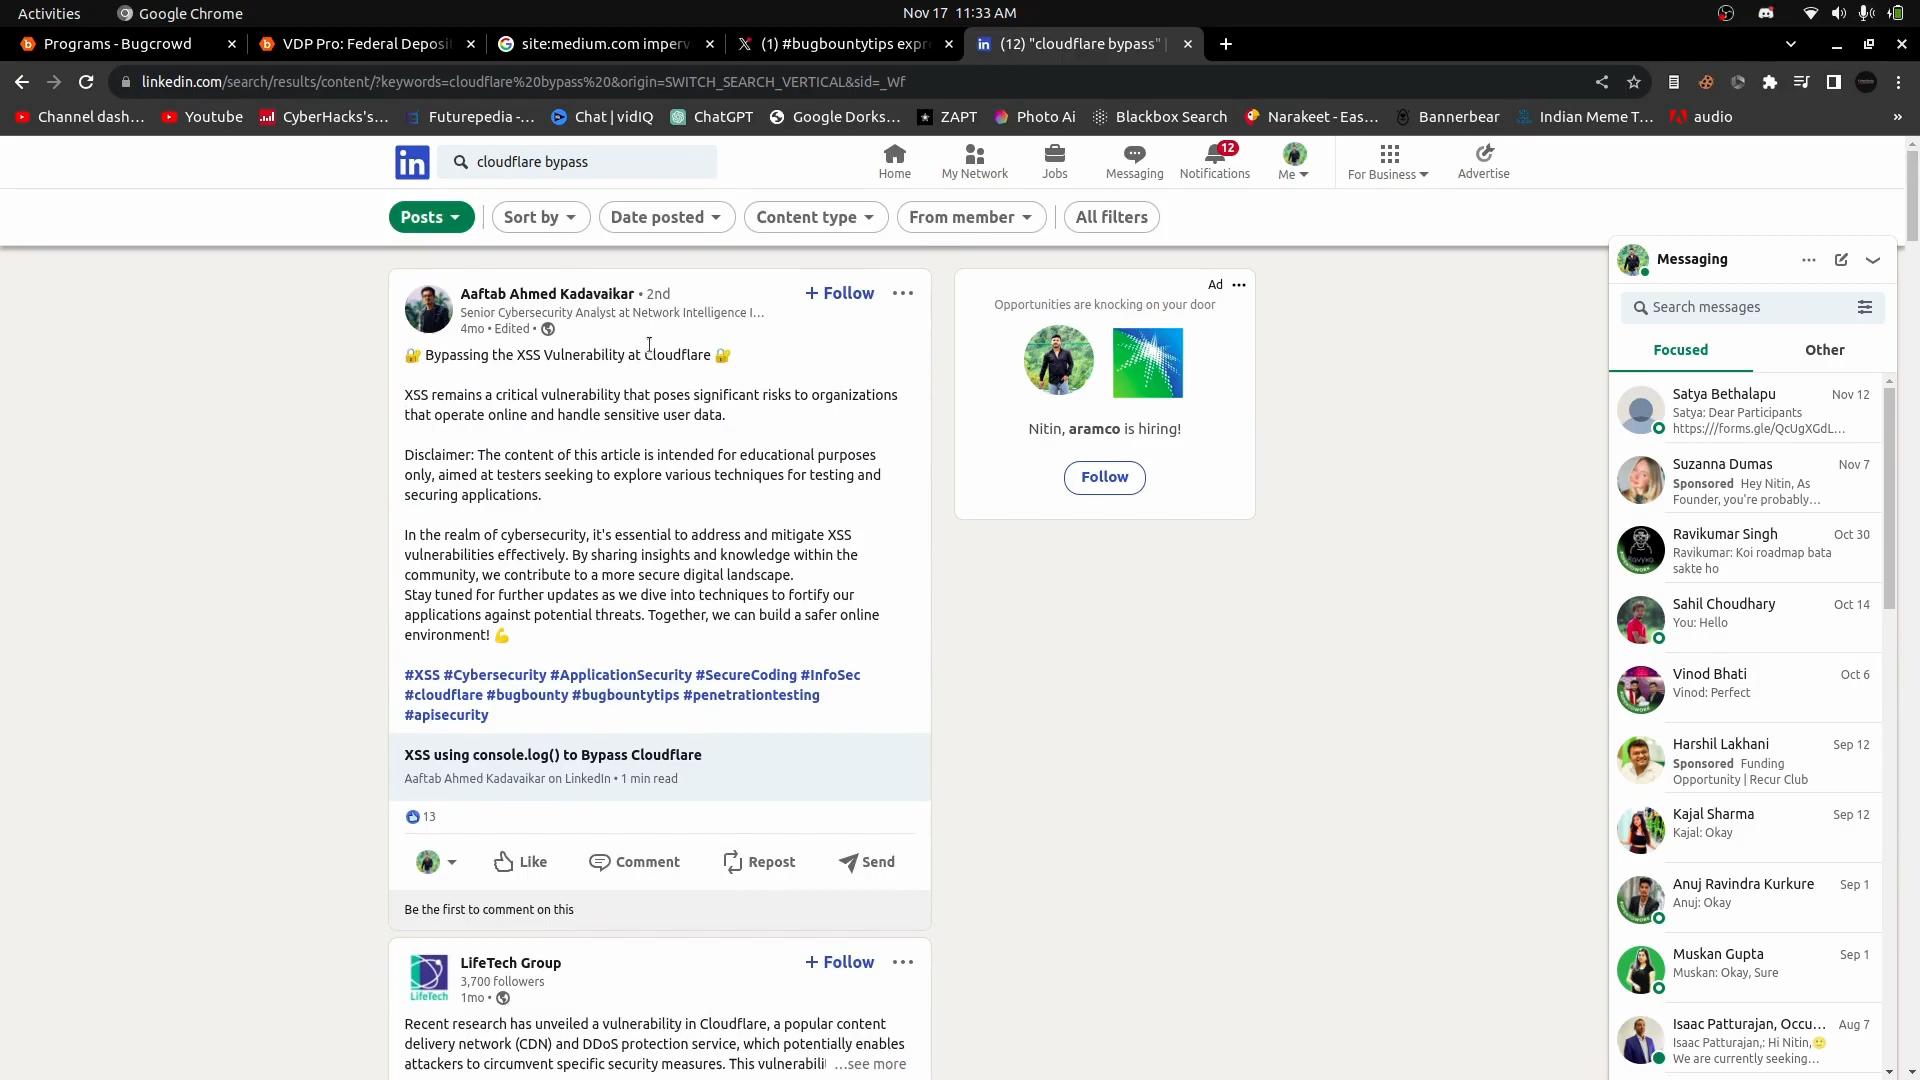 Activities
Google Chrome
Nov 17 11:33 AM
Programs - Bugcrowd
VDP Pro: Federal Deposi
site:medium.com imperv
(1) #bugbountytips expr
(12) "cloudflare bypass" |
linkedin.com/search/results/content/?keywords=cloudflare%20bypass%20&origin=SWITCH_SEARCH_VERTICAL&sid=_Wf
Channel dash...
YouTube
CyberHacks's...
Futurepedia -...
Chat | vidIQ
ChatGPT
Google Dorks...
ZAPT
Photo Ai
Blackbox Search
Narakeet - Eas...
Bannerbear
Indian Meme T...
audio
»
in
cloudflare bypass
Home
My Network
Jobs
Messaging
12
Notifications
Me
For Business
Advertise
Posts
Sort by
Date posted
Content type
From member
All filters
Aaftab Ahmed Kadavaikar • 2nd
Senior Cybersecurity Analyst at Network Intelligence I...
4mo • Edited •
+ Follow
🔐 Bypassing the XSS Vulnerability at Cloudflare 🔐
XSS remains a critical vulnerability that poses significant risks to organizations
that operate online and handle sensitive user data.
Disclaimer: The content of this article is intended for educational purposes
only, aimed at testers seeking to explore various techniques for testing and
securing applications.
In the realm of cybersecurity, it's essential to address and mitigate XSS
vulnerabilities effectively. By sharing insights and knowledge within the
community, we contribute to a more secure digital landscape.
Stay tuned for further updates as we dive into techniques to fortify our
applications against potential threats. Together, we can build a safer online
environment! 💪
#XSS #Cybersecurity #ApplicationSecurity #SecureCoding #InfoSec
#cloudflare #bugbounty #bugbountytips #penetrationtesting
#apisecurity
XSS using console.log() to Bypass Cloudflare
Aaftab Ahmed Kadavaikar on LinkedIn • 1 min read
13
Like
Comment
Repost
Send
Be the first to comment on this
LifeTech
LifeTech Group
3,700 followers
1mo •
+ Follow
Recent research has unveiled a vulnerability in Cloudflare, a popular content
delivery network (CDN) and DDoS protection service, which potentially enables
attackers to circumvent specific security measures. This vulnerabili ...see more
Ad
Opportunities are knocking on your door
Nitin, aramco is hiring!
Follow
Messaging
Search messages
Focused
Other
Satya Bethalapu Nov 12
Satya: Dear Participants
https:///forms.gle/QcUgXGdL...
Suzanna Dumas Nov 7
Sponsored Hey Nitin, As
Founder, you're probably...
Ravikumar Singh Oct 30
Ravikumar: Koi roadmap bata
sakte ho
Sahil Choudhary Oct 14
You: Hello
Vinod Bhati Oct 6
Vinod: Perfect
Harshil Lakhani Sep 12
Sponsored Funding
Opportunity | Recur Club
Kajal Sharma Sep 12
Kajal: Okay
Anuj Ravindra Kurkure Sep 1
Anuj: Okay
Muskan Gupta Sep 1
Muskan: Okay, Sure
Isaac Patturajan, Occu... Aug 7
Isaac Patturajan,: Hi Nitin,🙂
We are currently seeking...